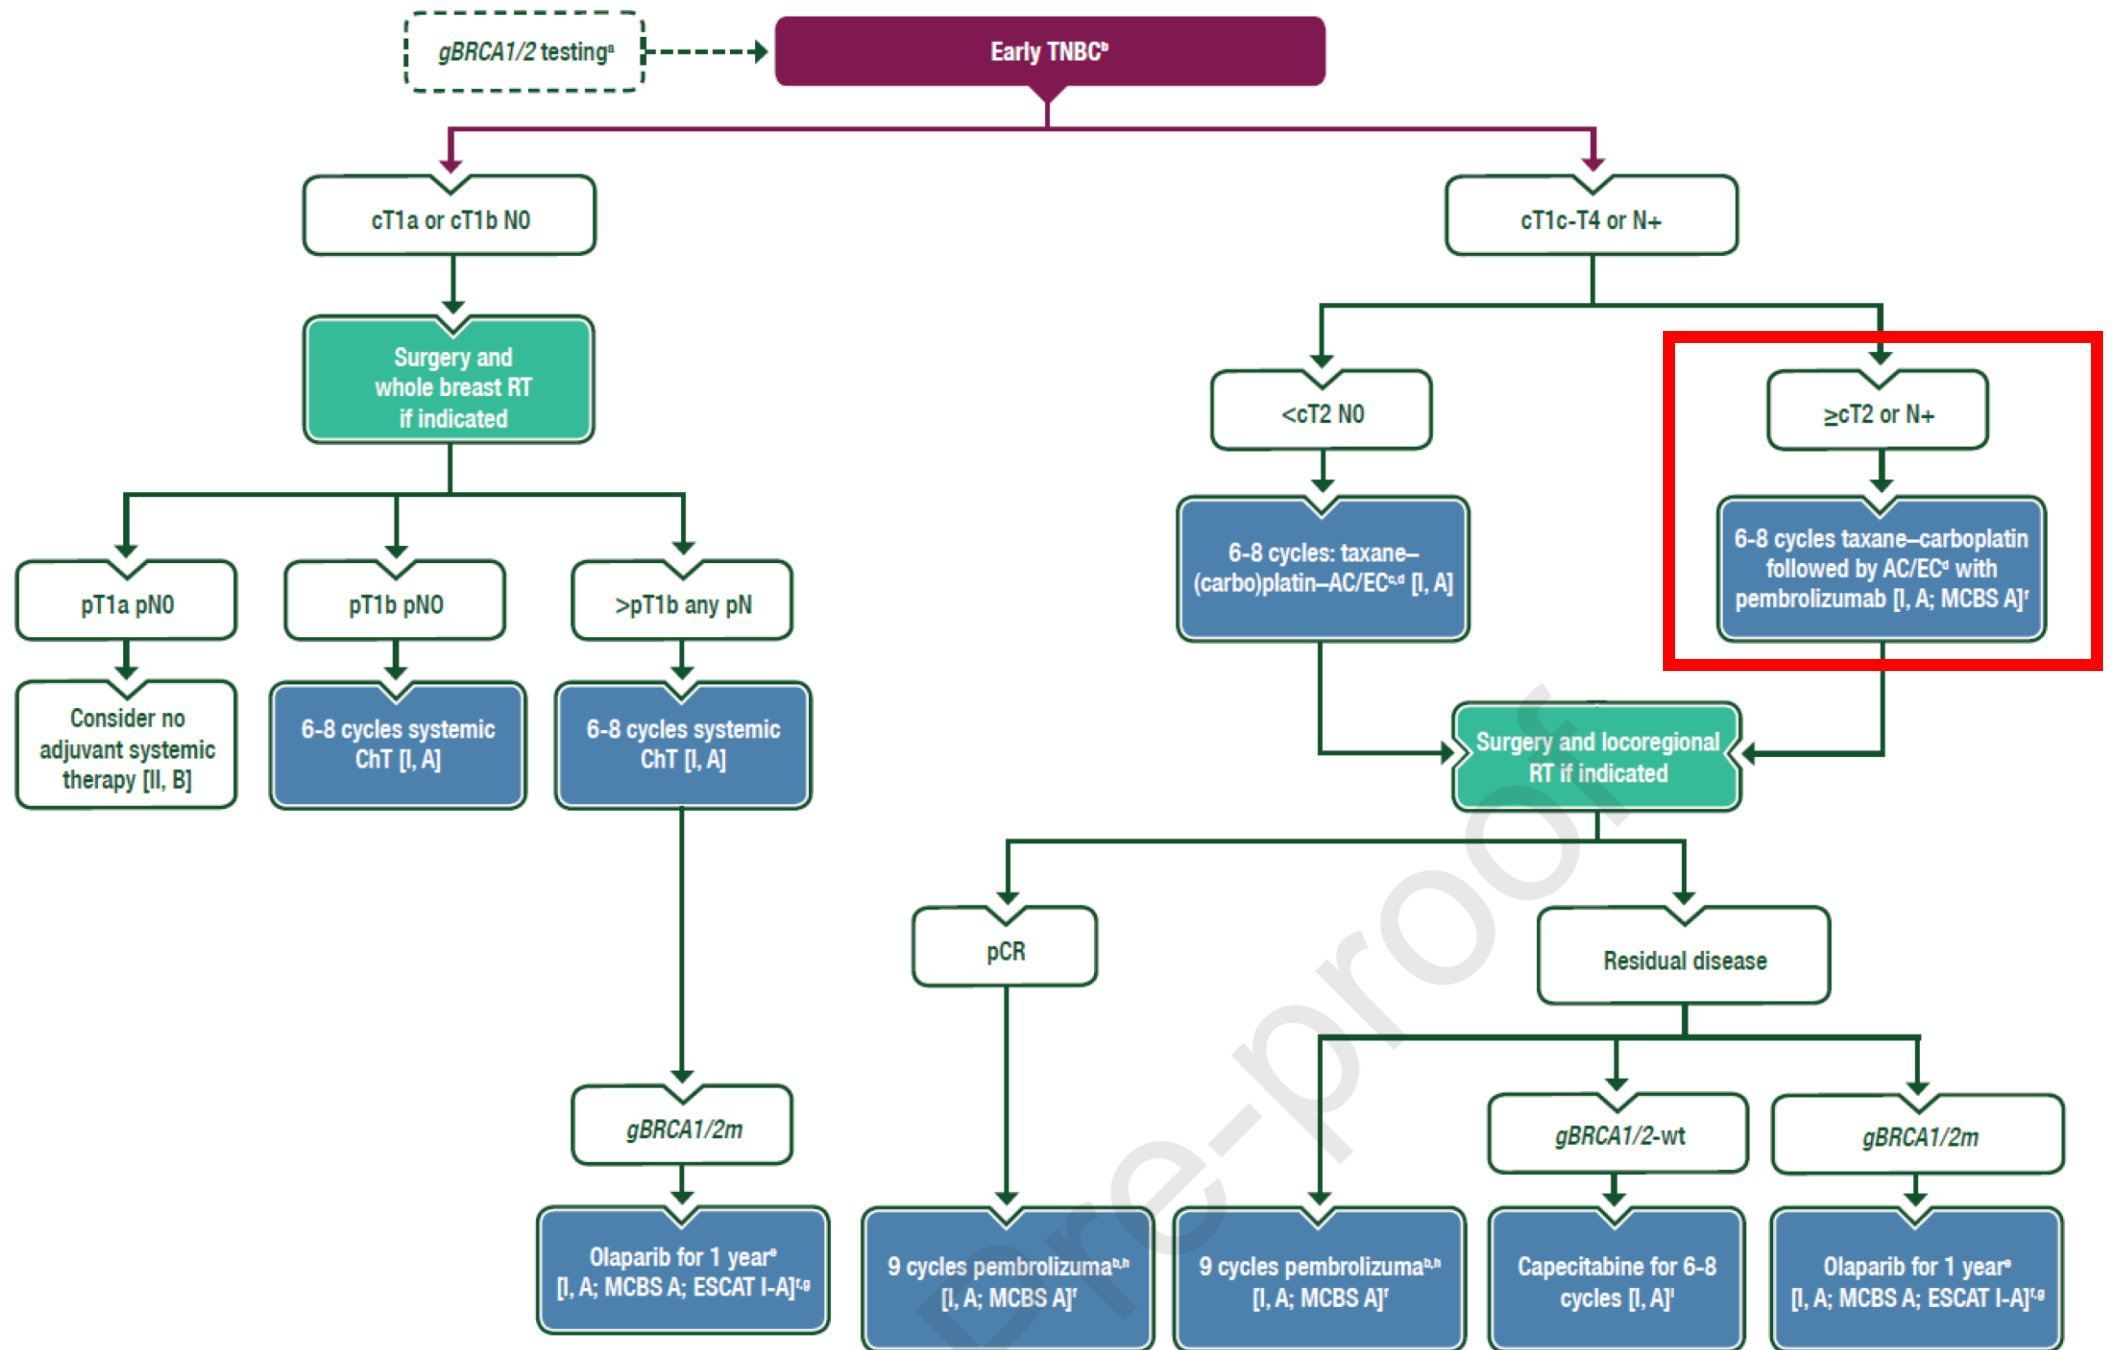 gBRCA1/2 testingᵃ
Early TNBCᵇ
cT1a or cT1b N0
cT1c-T4 or N+
Surgery and
whole breast RT
if indicated
<cT2 N0
≥cT2 or N+
6-8 cycles: taxane–
(carbo)platin–AC/ECᶜ,ᵈ [I, A]
6-8 cycles taxane–carboplatin
followed by AC/ECᵈ with
pembrolizumab [I, A; MCBS A]ᶠ
pT1a pN0
pT1b pN0
>pT1b any pN
Consider no
adjuvant systemic
therapy [II, B]
6-8 cycles systemic
ChT [I, A]
6-8 cycles systemic
ChT [I, A]
Surgery and locoregional
RT if indicated
pCR
Residual disease
gBRCA1/2m
gBRCA1/2-wt
gBRCA1/2m
Olaparib for 1 yearᵉ
[I, A; MCBS A; ESCAT I-A]ᶠ,ᵍ
9 cycles pembrolizumaᵇ,ʰ
[I, A; MCBS A]ᶠ
9 cycles pembrolizumaᵇ,ʰ
[I, A; MCBS A]ᶠ
Capecitabine for 6-8
cycles [I, A]ⁱ
Olaparib for 1 yearᵉ
[I, A; MCBS A; ESCAT I-A]ᶠ,ᵍ
Pre-proof